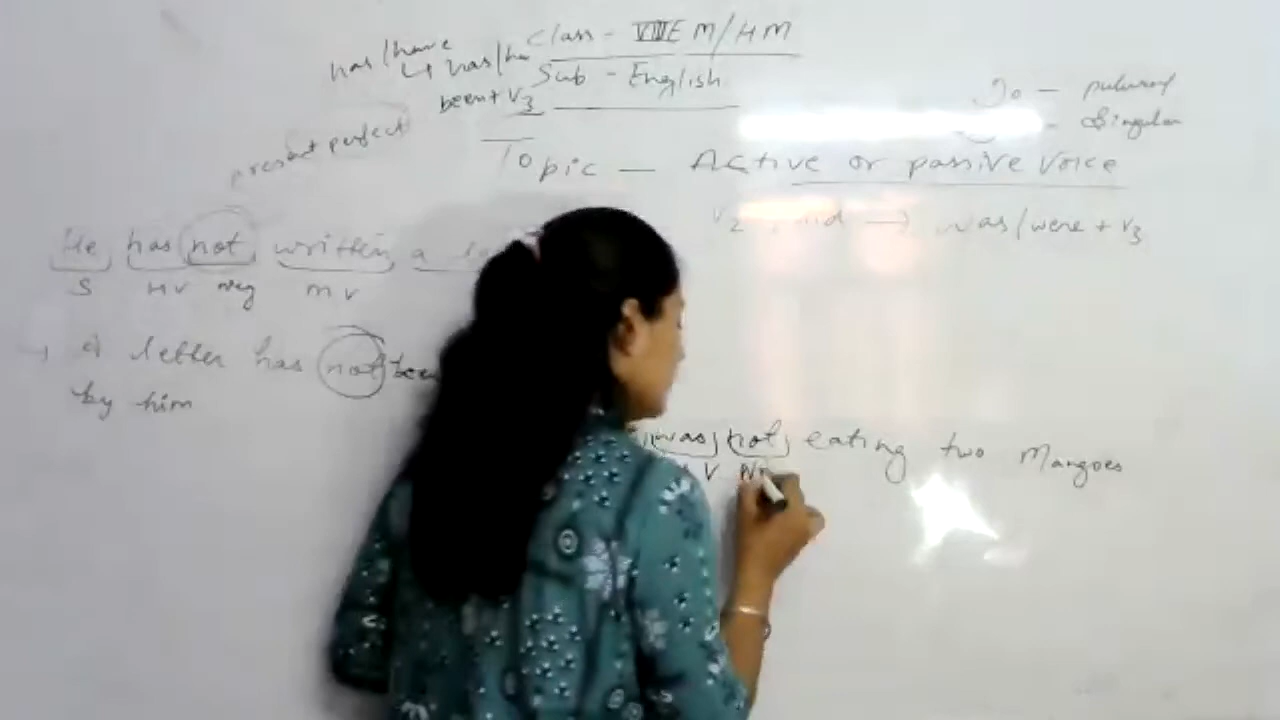 has/have
↳ has/ha
been + V3
present perfect
Class - VIII E M/HM
Sub - English
Topic — Active or passive Voice
— Singular
V2, → was/were + V3
He has not written a
S HV neg M V
→ A letter has not been
by him
was not eating two Mangoes
V Ne